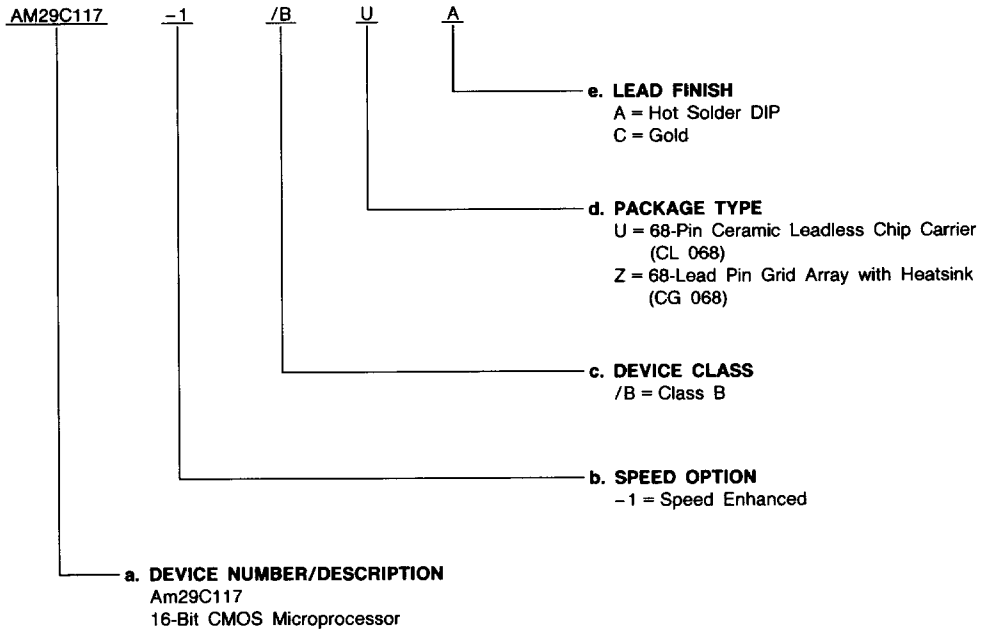 AM29C117 -1 /B U A
e. LEAD FINISH
A = Hot Solder DIP
C = Gold
d. PACKAGE TYPE
U = 68-Pin Ceramic Leadless Chip Carrier
(CL 068)
Z = 68-Lead Pin Grid Array with Heatsink
(CG 068)
c. DEVICE CLASS
/B = Class B
b. SPEED OPTION
-1 = Speed Enhanced
a. DEVICE NUMBER/DESCRIPTION
Am29C117
16-Bit CMOS Microprocessor